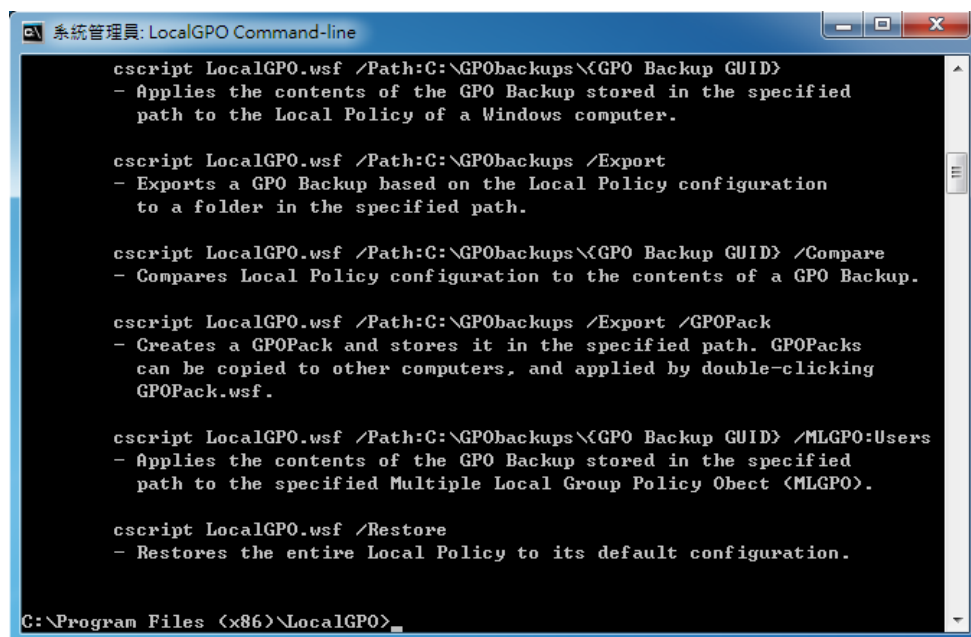 系統管理員: LocalGPO Command-line
cscript LocalGPO.wsf /Path:C:\GPObackups\{GPO Backup GUID}
- Applies the contents of the GPO Backup stored in the specified
path to the Local Policy of a Windows computer.
cscript LocalGPO.wsf /Path:C:\GPObackups /Export
- Exports a GPO Backup based on the Local Policy configuration
to a folder in the specified path.
cscript LocalGPO.wsf /Path:C:\GPObackups\{GPO Backup GUID} /Compare
- Compares Local Policy configuration to the contents of a GPO Backup.
cscript LocalGPO.wsf /Path:C:\GPObackups /Export /GPOPack
- Creates a GPOPack and stores it in the specified path. GPOPacks
can be copied to other computers, and applied by double-clicking
GPOPack.wsf.
cscript LocalGPO.wsf /Path:C:\GPObackups\{GPO Backup GUID} /MLGPO:Users
- Applies the contents of the GPO Backup stored in the specified
path to the specified Multiple Local Group Policy Obect (MLGPO).
cscript LocalGPO.wsf /Restore
- Restores the entire Local Policy to its default configuration.
C:\Program Files (x86)\LocalGPO>_